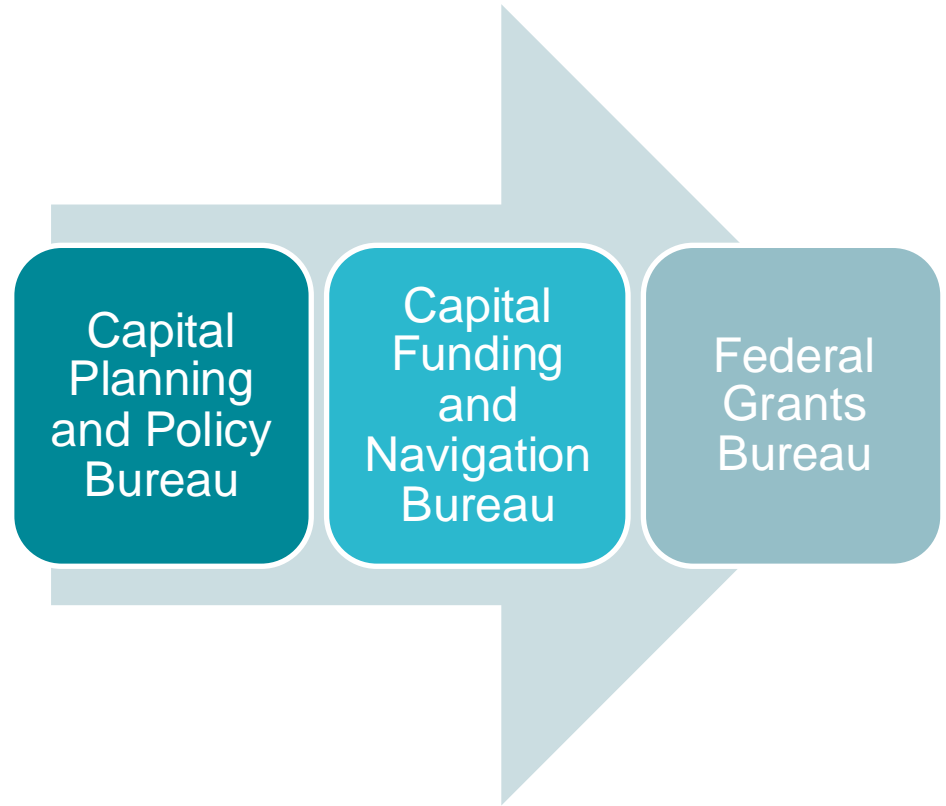 Capital
Planning
and Policy
Bureau
Capital
Funding
and
Navigation
Bureau
Federal
Grants
Bureau